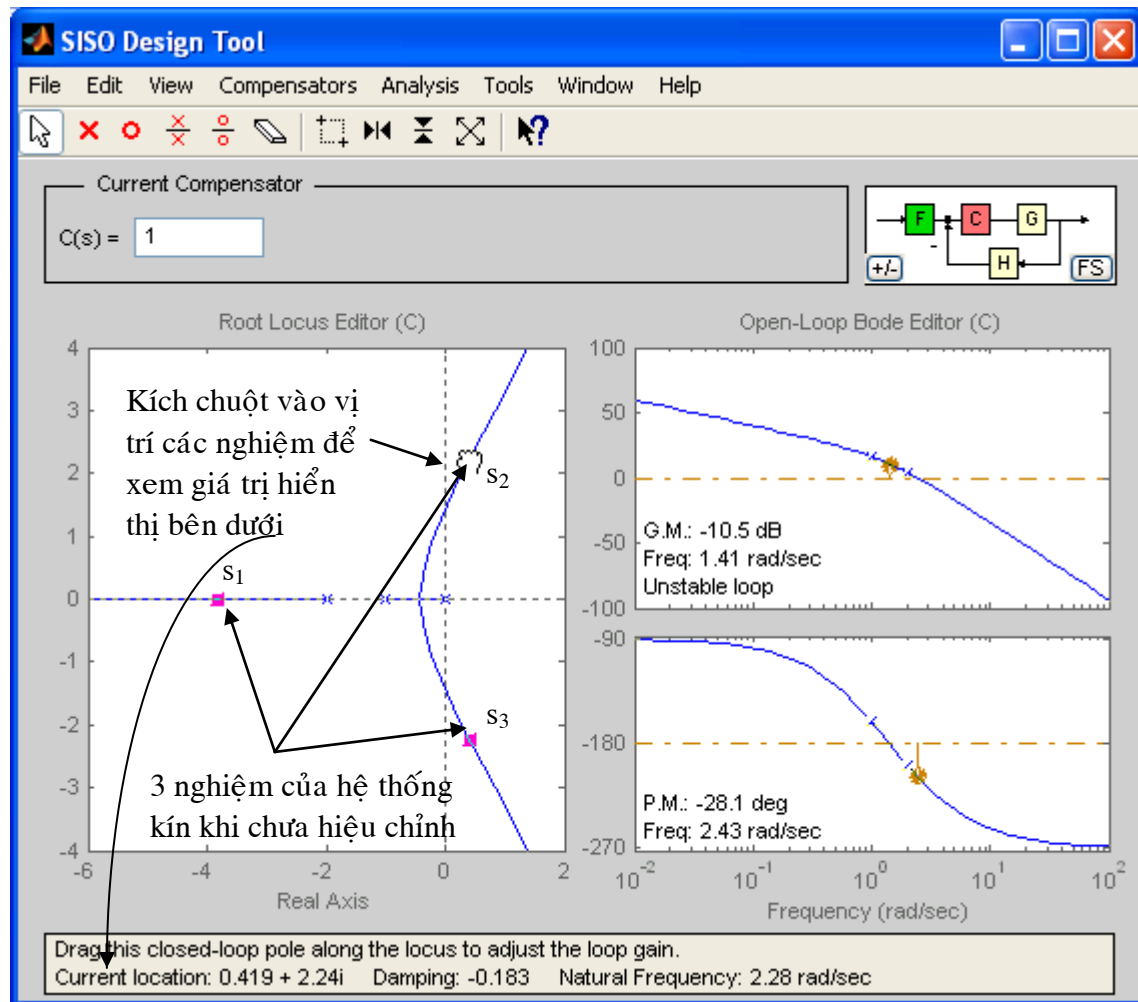 SISO Design Tool
File Edit View Compensators Analysis Tools Window Help
Current Compensator
C(s) = 1
F C G
-
H
+/- FS
Root Locus Editor (C)
4
3
2
1
0
-1
-2
-3
-4
-6 -4 -2 0 2
Real Axis
Kích chuột vào vị
trí các nghiệm để
xem giá trị hiển
thị bên dưới
s1
s2
s3
3 nghiệm của hệ thống
kín khi chưa hiệu chỉnh
Open-Loop Bode Editor (C)
100
50
0
-50
-100
G.M.: -10.5 dB
Freq: 1.41 rad/sec
Unstable loop
-90
-180
-270
P.M.: -28.1 deg
Freq: 2.43 rad/sec
10^-2 10^-1 10^0 10^1 10^2
Frequency (rad/sec)
Drag this closed-loop pole along the locus to adjust the loop gain.
Current location: 0.419 + 2.24i Damping: -0.183 Natural Frequency: 2.28 rad/sec